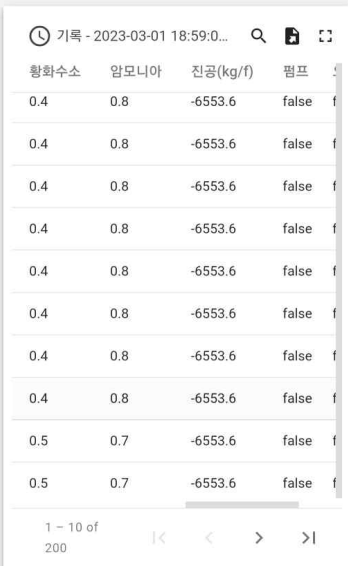 기록 - 2023-03-01 18:59:0...
황화수소 암모니아 진공(kg/f) 펌프
0.4 0.8 -6553.6 false f
0.4 0.8 -6553.6 false f
0.4 0.8 -6553.6 false f
0.4 0.8 -6553.6 false f
0.4 0.8 -6553.6 false f
0.4 0.8 -6553.6 false f
0.4 0.8 -6553.6 false f
0.4 0.8 -6553.6 false f
0.5 0.7 -6553.6 false f
0.5 0.7 -6553.6 false f
1 – 10 of
200